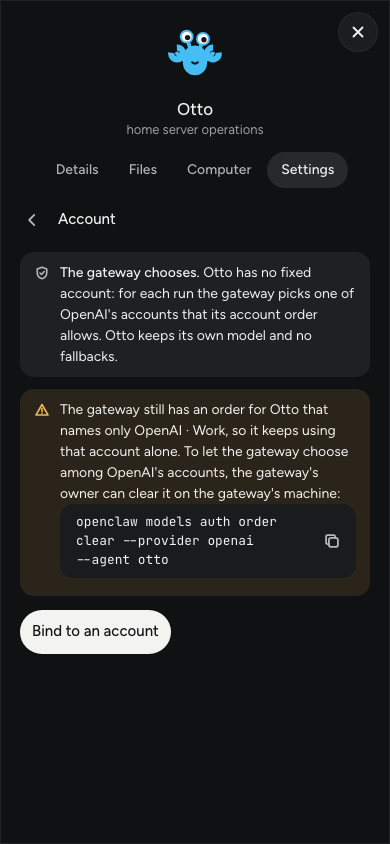 Otto
home server operations
Details Files Computer Settings
Account
The gateway chooses. Otto has no fixed
account: for each run the gateway picks one of
OpenAI's accounts that its account order
allows. Otto keeps its own model and no
fallbacks.
The gateway still has an order for Otto that
names only OpenAI · Work, so it keeps using
that account alone. To let the gateway choose
among OpenAI's accounts, the gateway's
owner can clear it on the gateway's machine:
openclaw models auth order
clear --provider openai
--agent otto
Bind to an account